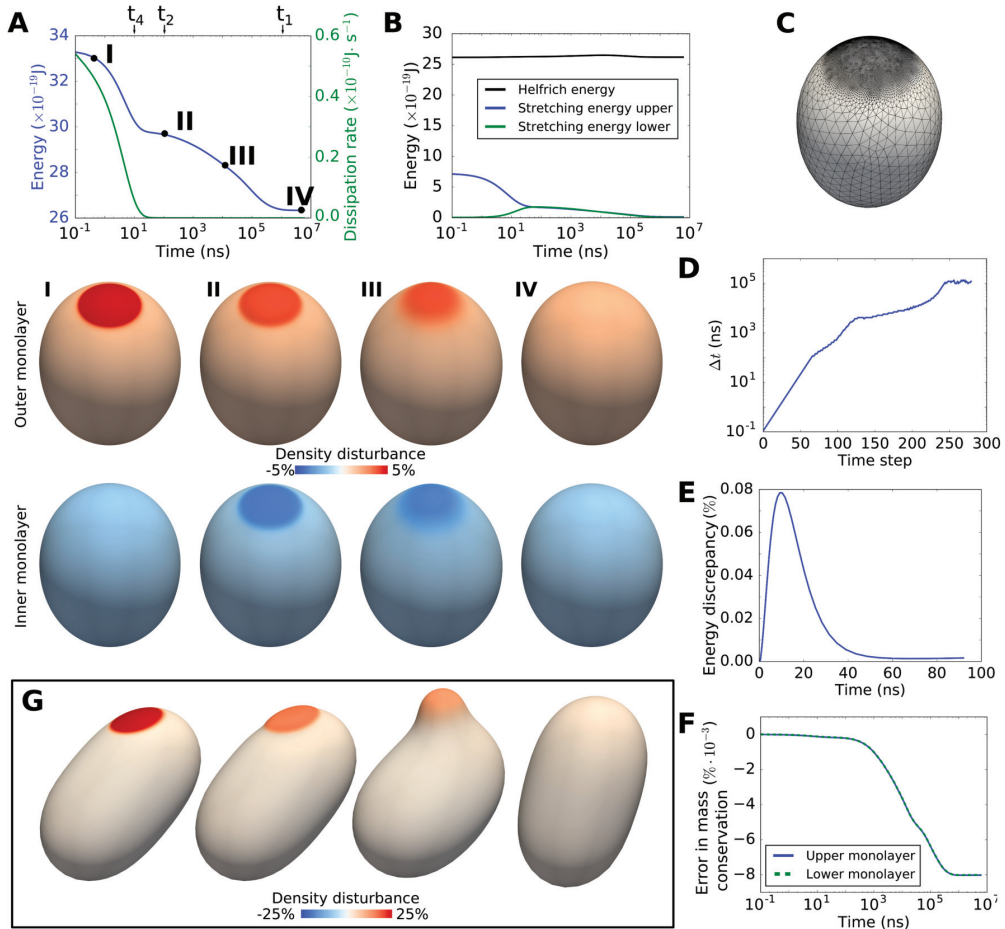 A
t₄ t₂ t₁
34
32
30
28
26
Energy (×10⁻¹⁹J)
0.6
0.4
0.2
0.0
Dissipation rate (×10⁻¹⁰J· s⁻¹)
I
II
III
IV
10⁻¹ 10¹ 10³ 10⁵ 10⁷
Time (ns)
B
30
25
20
15
10
5
0
Energy (×10⁻¹⁹J)
Helfrich energy
Stretching energy upper
Stretching energy lower
10⁻¹ 10¹ 10³ 10⁵ 10⁷
Time (ns)
C
I II III IV
Outer monolayer
Density disturbance
-5% 5%
Inner monolayer
D
10⁵
10³
10¹
10⁻¹
Δt (ns)
0 50 100 150 200 250 300
Time step
E
0.08
0.06
0.04
0.02
0.00
Energy discrepancy (%)
0 20 40 60 80 100
Time (ns)
F
0
−2
−4
−6
−8
Error in mass
conservation (% · 10⁻³)
Upper monolayer
Lower monolayer
10⁻¹ 10¹ 10³ 10⁵ 10⁷
Time (ns)
G
Density disturbance
-25% 25%